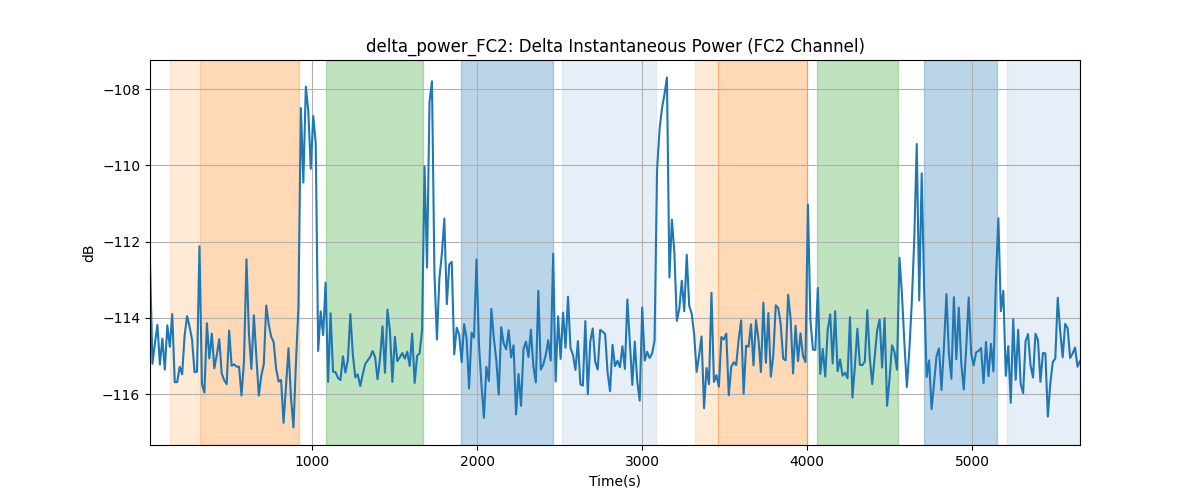 delta_power_FC2: Delta Instantaneous Power (FC2 Channel)
−108
−110
−112
−114
−116
dB
1000 2000 3000 4000 5000
Time(s)